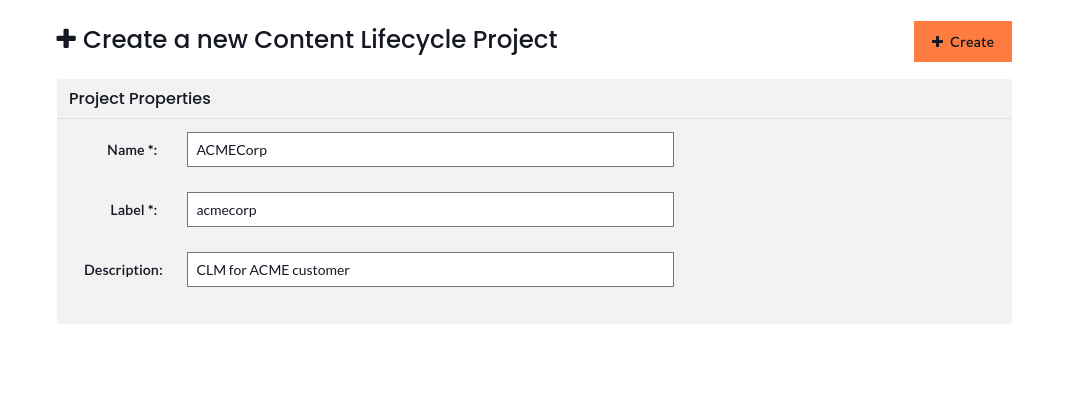 Create a new Content Lifecycle Project
Create
Project Properties
Name *: ACMECorp
Label *: acmecorp
Description: CLM for ACME customer